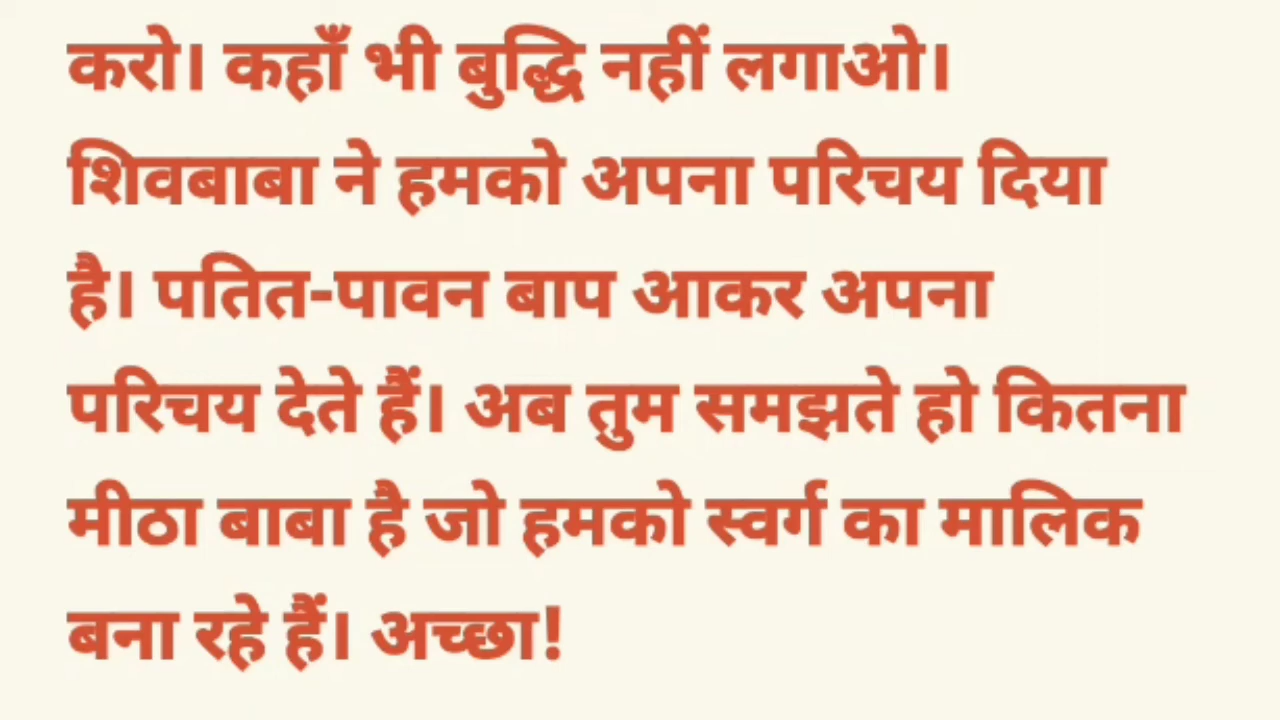 करो। कहाँ भी बुद्धि नहीं लगाओ।
शिवबाबा ने हमको अपना परिचय दिया
है। पतित-पावन बाप आकर अपना
परिचय देते हैं। अब तुम समझते हो कितना
मीठा बाबा है जो हमको स्वर्ग का मालिक
बना रहे हैं। अच्छा!